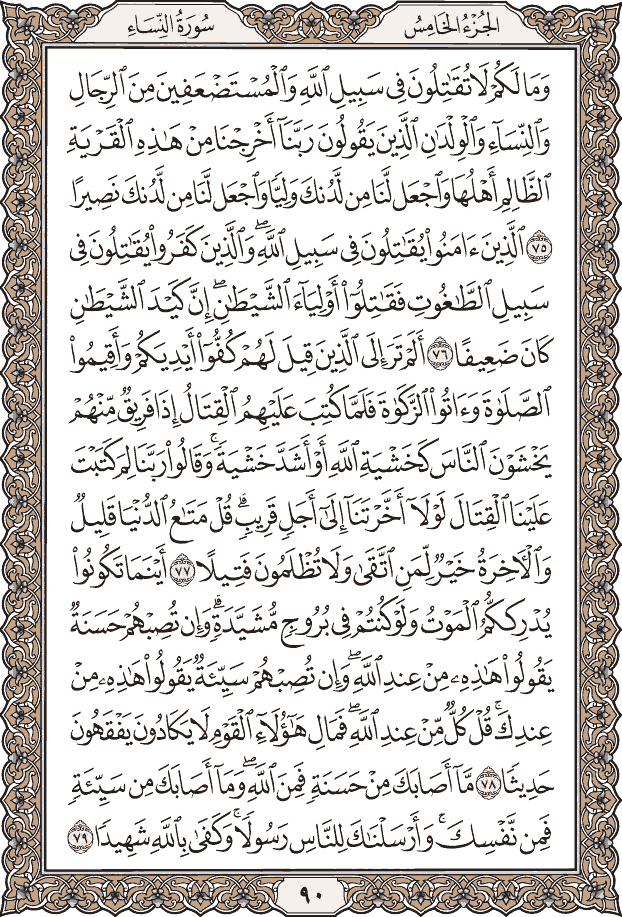 الجُزْءُ الخَامِسُ
سُورَةُ النِّسَاءِ
وَمَا لَكُمْ لَا تُقَٰتِلُونَ فِى سَبِيلِ ٱللَّهِ وَٱلْمُسْتَضْعَفِينَ مِنَ ٱلرِّجَالِ
وَٱلنِّسَآءِ وَٱلْوِلْدَٰنِ ٱلَّذِينَ يَقُولُونَ رَبَّنَآ أَخْرِجْنَا مِنْ هَٰذِهِ ٱلْقَرْيَةِ
ٱلظَّالِمِ أَهْلُهَا وَٱجْعَل لَّنَا مِن لَّدُنكَ وَلِيًّا وَٱجْعَل لَّنَا مِن لَّدُنكَ نَصِيرًا
٧٥ ٱلَّذِينَ ءَامَنُوا۟ يُقَٰتِلُونَ فِى سَبِيلِ ٱللَّهِ ۖ وَٱلَّذِينَ كَفَرُوا۟ يُقَٰتِلُونَ فِى
سَبِيلِ ٱلطَّٰغُوتِ فَقَٰتِلُوٓا۟ أَوْلِيَآءَ ٱلشَّيْطَٰنِ ۖ إِنَّ كَيْدَ ٱلشَّيْطَٰنِ
كَانَ ضَعِيفًا ٧٦ أَلَمْ تَرَ إِلَى ٱلَّذِينَ قِيلَ لَهُمْ كُفُّوٓا۟ أَيْدِيَكُمْ وَأَقِيمُوا۟
ٱلصَّلَوٰةَ وَءَاتُوا۟ ٱلزَّكَوٰةَ فَلَمَّا كُتِبَ عَلَيْهِمُ ٱلْقِتَالُ إِذَا فَرِيقٌ مِّنْهُمْ
يَخْشَوْنَ ٱلنَّاسَ كَخَشْيَةِ ٱللَّهِ أَوْ أَشَدَّ خَشْيَةً ۚ وَقَالُوا۟ رَبَّنَا لِمَ كَتَبْتَ
عَلَيْنَا ٱلْقِتَالَ لَوْلَآ أَخَّرْتَنَآ إِلَىٰٓ أَجَلٍ قَرِيبٍ ۗ قُلْ مَتَٰعُ ٱلدُّنْيَا قَلِيلٌ
وَٱلْءَاخِرَةُ خَيْرٌ لِّمَنِ ٱتَّقَىٰ وَلَا تُظْلَمُونَ فَتِيلًا ٧٧ أَيْنَمَا تَكُونُوا۟
يُدْرِككُّمُ ٱلْمَوْتُ وَلَوْ كُنتُمْ فِى بُرُوجٍ مُّشَيَّدَةٍ ۗ وَإِن تُصِبْهُمْ حَسَنَةٌ
يَقُولُوا۟ هَٰذِهِۦ مِنْ عِندِ ٱللَّهِ ۖ وَإِن تُصِبْهُمْ سَيِّئَةٌ يَقُولُوا۟ هَٰذِهِۦ مِنْ
عِندِكَ ۚ قُلْ كُلٌّ مِّنْ عِندِ ٱللَّهِ ۖ فَمَالِ هَٰٓؤُلَآءِ ٱلْقَوْمِ لَا يَكَادُونَ يَفْقَهُونَ
حَدِيثًا ٧٨ مَّآ أَصَابَكَ مِنْ حَسَنَةٍ فَمِنَ ٱللَّهِ ۖ وَمَآ أَصَابَكَ مِن سَيِّئَةٍ
فَمِن نَّفْسِكَ ۚ وَأَرْسَلْنَٰكَ لِلنَّاسِ رَسُولًا ۚ وَكَفَىٰ بِٱللَّهِ شَهِيدًا ٧٩
٩٠